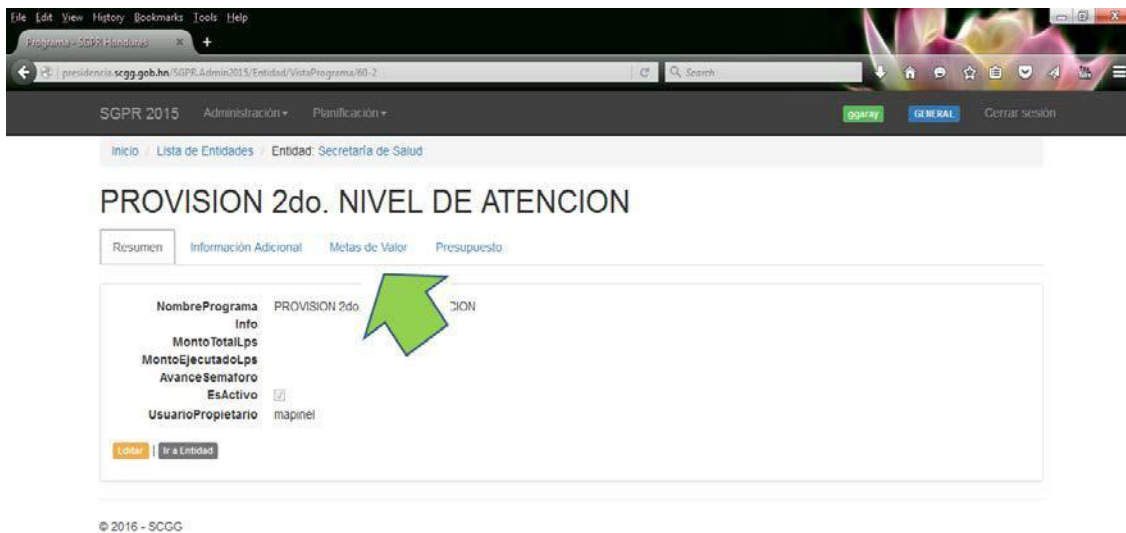 File Edit View History Bookmarks Tools Help
Programa - SGPR Honduras × +
presidencia.scgg.gob.hn/SGPR.Admin2015/Entidad/VistaPrograma/60-2 Search
SGPR 2015 Administración Planificación ggaray GENERAL Cerrar sesión
Inicio / Lista de Entidades / Entidad: Secretaría de Salud
PROVISION 2do. NIVEL DE ATENCION
Resumen Información Adicional Metas de Valor Presupuesto
NombrePrograma PROVISION 2do. CION
Info
MontoTotalLps
MontoEjecutadoLps
AvanceSemaforo
EsActivo
UsuarioPropietario mapinel
Editar | Ir a Entidad
© 2016 - SCGG